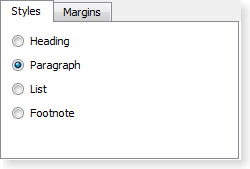 Styles Margins
Heading
Paragraph
List
Footnote